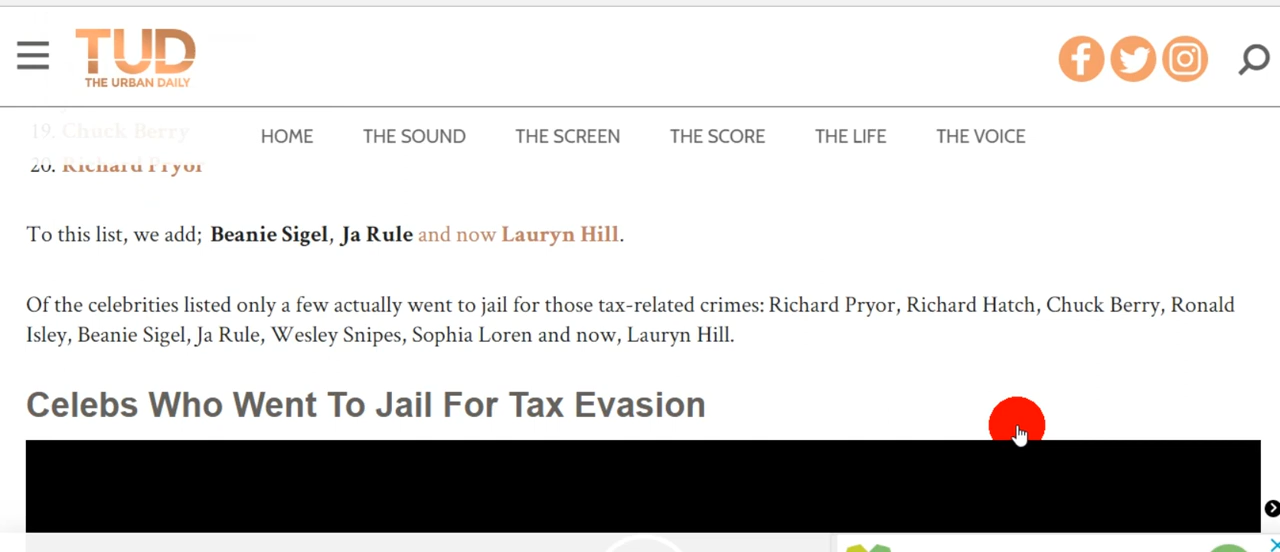 TUD
THE URBAN DAILY
19. Chuck Berry
HOME THE SOUND THE SCREEN THE SCORE THE LIFE THE VOICE
20. Richard Pryor
To this list, we add; Beanie Sigel, Ja Rule and now Lauryn Hill.
Of the celebrities listed only a few actually went to jail for those tax-related crimes: Richard Pryor, Richard Hatch, Chuck Berry, Ronald
Isley, Beanie Sigel, Ja Rule, Wesley Snipes, Sophia Loren and now, Lauryn Hill.
Celebs Who Went To Jail For Tax Evasion